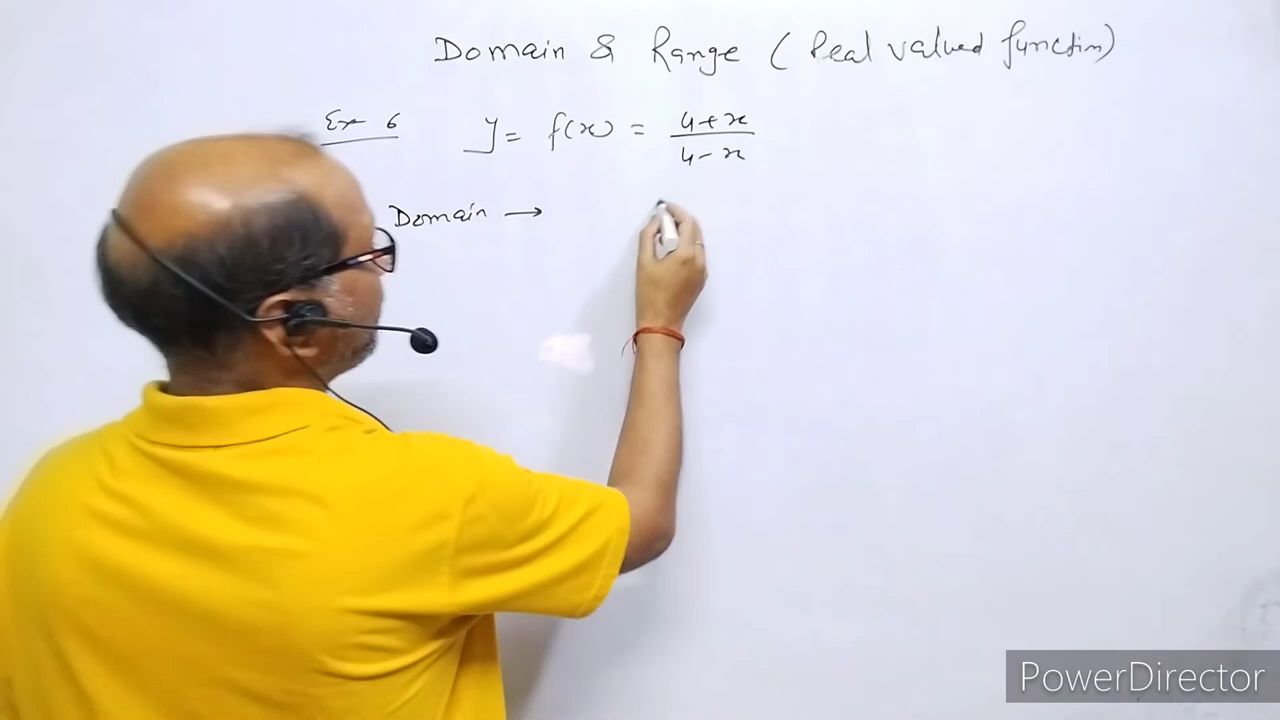 Domain & Range (Real valued function)
Ex 6 y = f(x) = 4+x
4-x
Domain →
PowerDirector